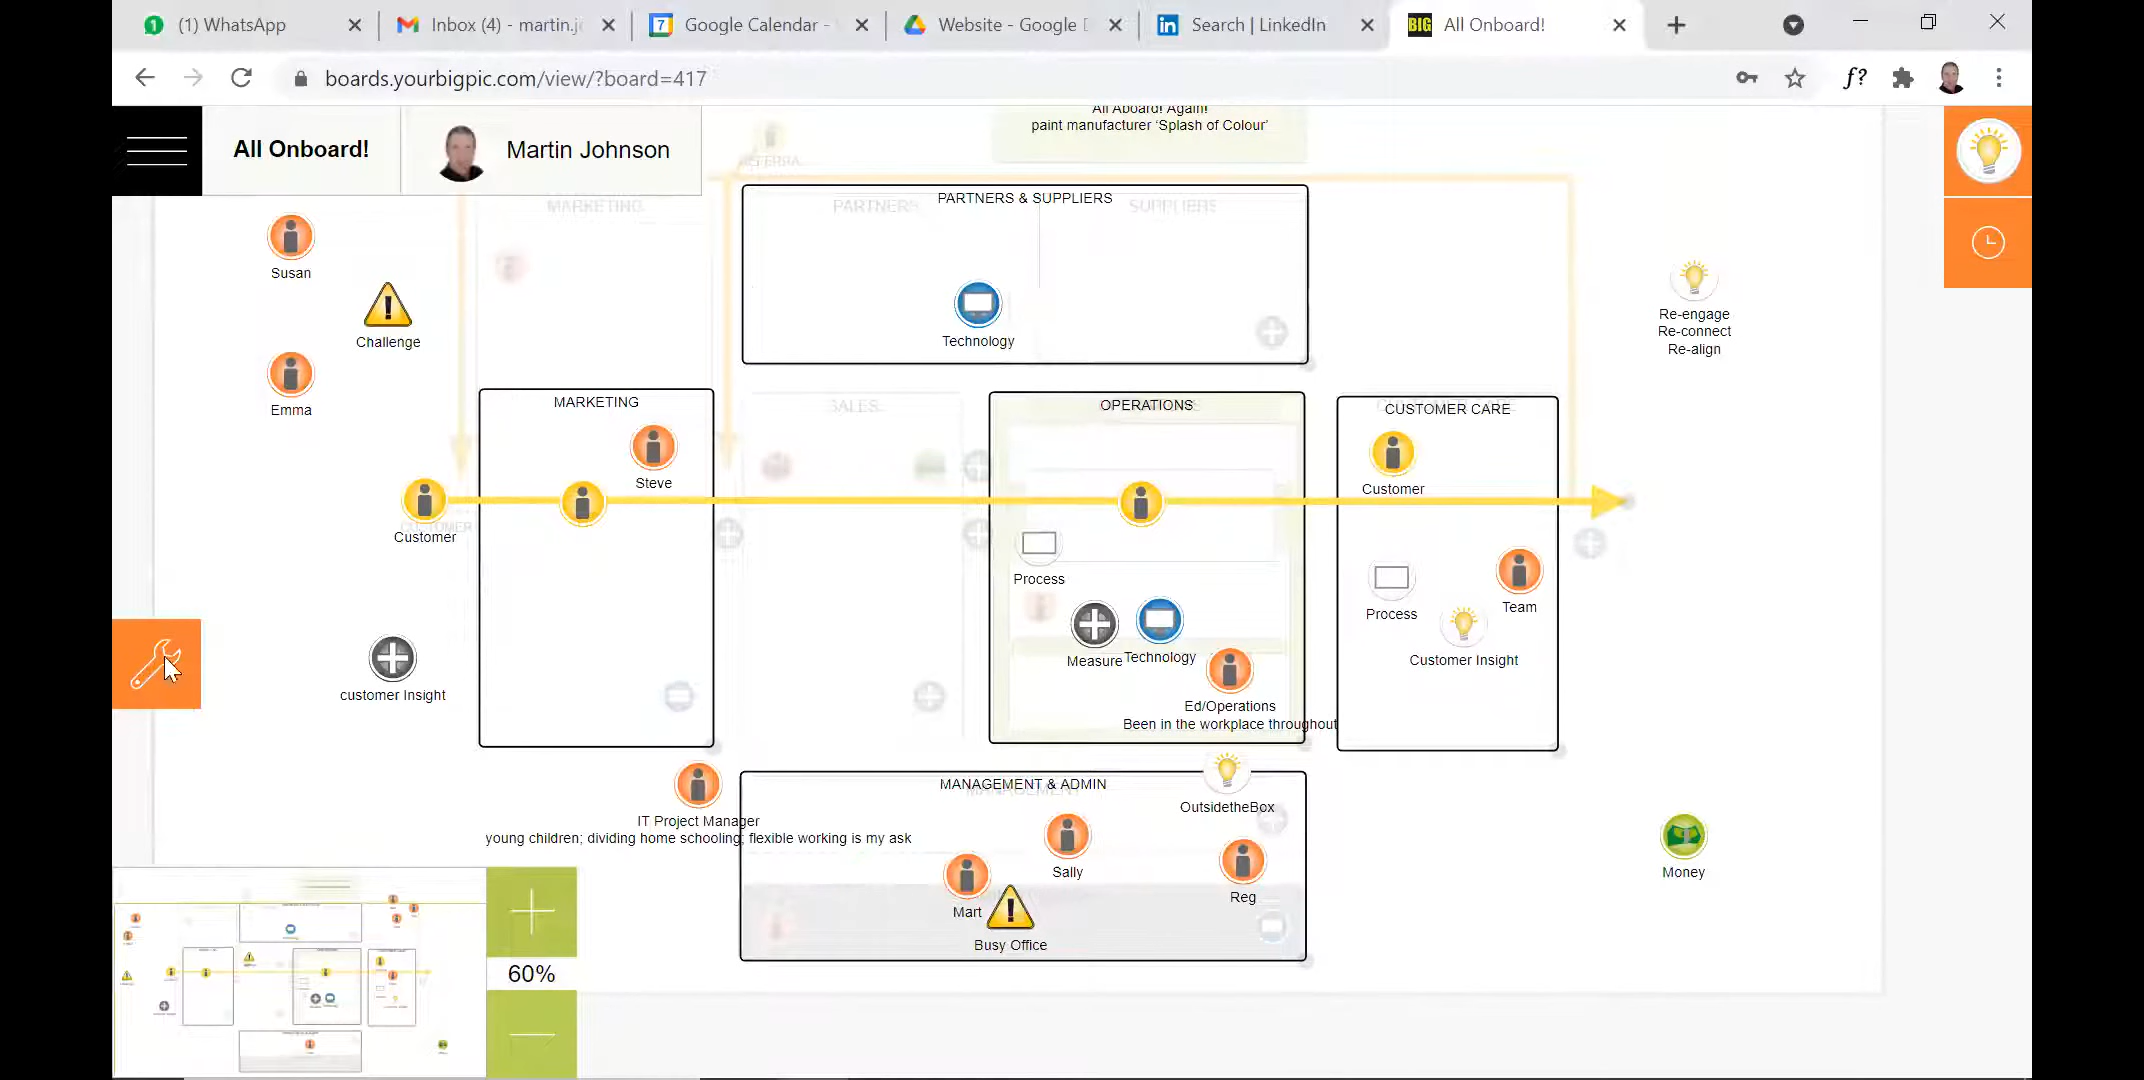 (1) WhatsApp
Inbox (4) - martin.j
Google Calendar -
Website - Google
Search | LinkedIn
BIG
All Onboard!
boards.yourbigpic.com/view/?board=417
f?
All Onboard!
Martin Johnson
All Aboard! Again!
paint manufacturer ‘Splash of Colour’
PARTNERS & SUPPLIERS
MARKETING
PARTNERS
SUPPLIERS
Susan
Challenge
Technology
Re-engage
Re-connect
Re-align
Emma
MARKETING
SALES
OPERATIONS
CUSTOMER CARE
Steve
Customer
CUSTOMER
Customer
Process
Process
Team
Measure
Technology
Customer Insight
customer Insight
Ed/Operations
Been in the workplace throughout
MANAGEMENT & ADMIN
OutsidetheBox
IT Project Manager
young children; dividing home schooling; flexible working is my ask
Sally
Mart
Reg
Money
Busy Office
60%